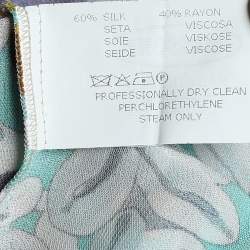 60% SILK 40% RAYON
SETA VISCOSA
SOIE VISKOSE
SEIDE VISCOSE
PROFESSIONALLY DRY CLEAN
PERCHLORETHYLENE
STEAM ONLY